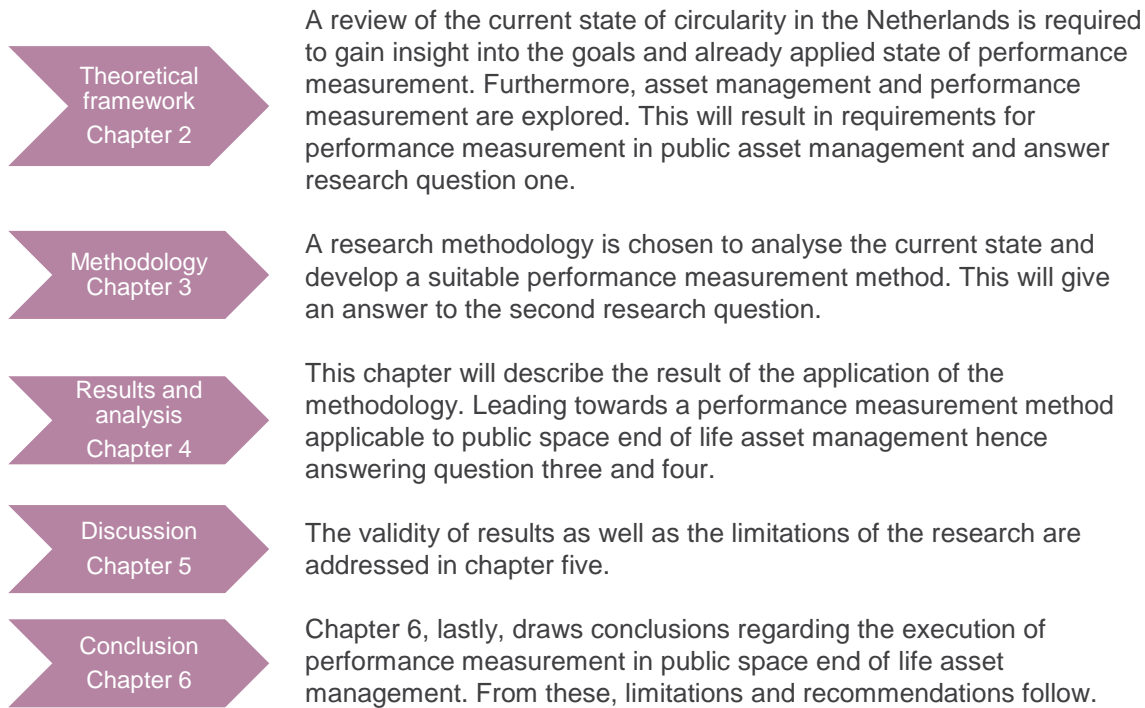 Theoretical
framework
Chapter 2
A review of the current state of circularity in the Netherlands is required
to gain insight into the goals and already applied state of performance
measurement. Furthermore, asset management and performance
measurement are explored. This will result in requirements for
performance measurement in public asset management and answer
research question one.
Methodology
Chapter 3
A research methodology is chosen to analyse the current state and
develop a suitable performance measurement method. This will give
an answer to the second research question.
Results and
analysis
Chapter 4
This chapter will describe the result of the application of the
methodology. Leading towards a performance measurement method
applicable to public space end of life asset management hence
answering question three and four.
Discussion
Chapter 5
The validity of results as well as the limitations of the research are
addressed in chapter five.
Conclusion
Chapter 6
Chapter 6, lastly, draws conclusions regarding the execution of
performance measurement in public space end of life asset
management. From these, limitations and recommendations follow.